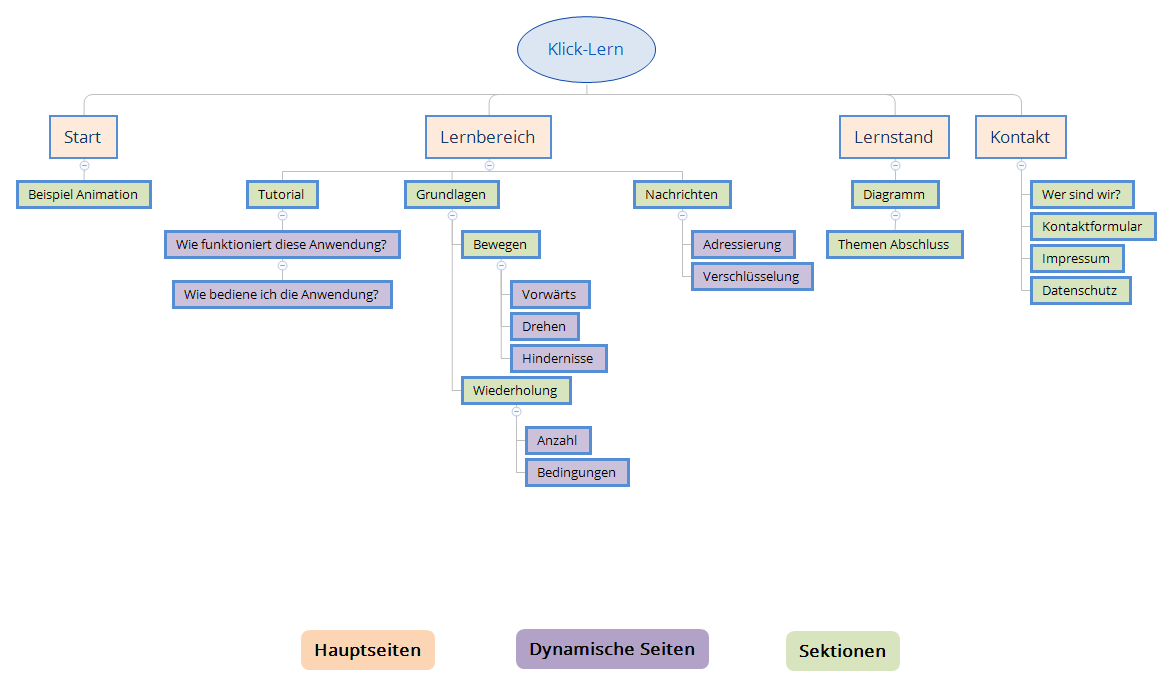 Klick-Lern
Start
Lernbereich
Lernstand
Kontakt
Beispiel Animation
Tutorial
Grundlagen
Nachrichten
Diagramm
Wer sind wir?
Kontaktformular
Impressum
Datenschutz
Wie funktioniert diese Anwendung?
Wie bediene ich die Anwendung?
Bewegen
Vorwärts
Drehen
Hindernisse
Wiederholung
Anzahl
Bedingungen
Adressierung
Verschlüsselung
Themen Abschluss
Hauptseiten
Dynamische Seiten
Sektionen